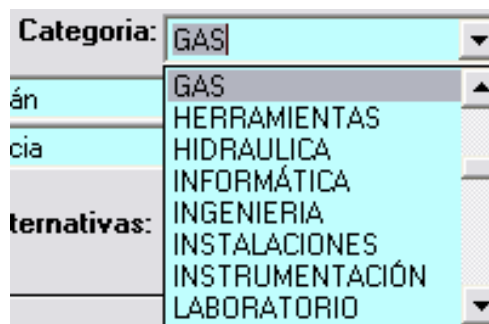 Categoria: GAS
GAS
án
HERRAMIENTAS
cia
HIDRAULICA
INFORMÁTICA
ternativas:
INGENIERIA
INSTALACIONES
INSTRUMENTACIÓN
LABORATORIO